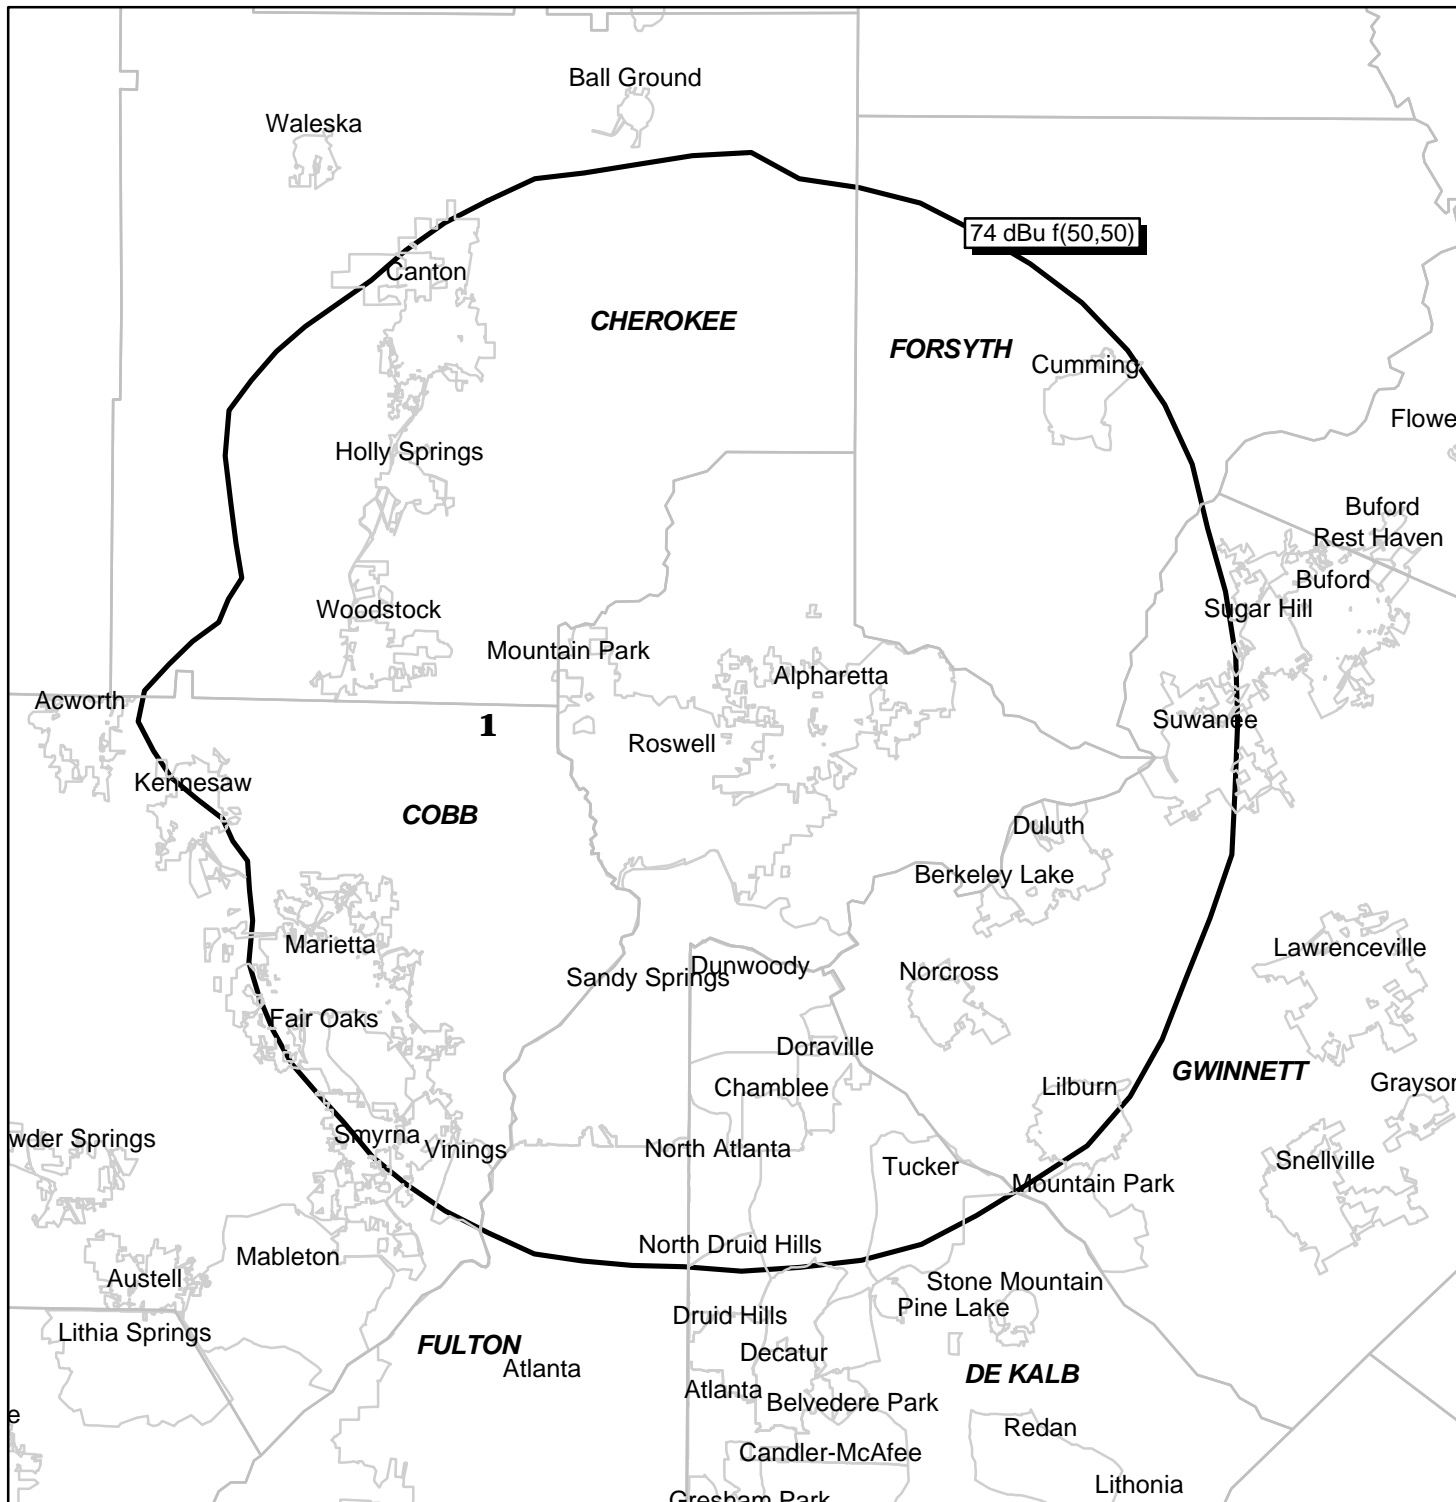 Ball Ground
Waleska
74 dBu f(50,50)
Canton
CHEROKEE
FORSYTH
Cumming
Flowe
Holly Springs
Buford
Rest Haven
Buford
Woodstock
Sugar Hill
Mountain Park
Alpharetta
Acworth
Suwanee
1
Roswell
Kennesaw
COBB
Duluth
Berkeley Lake
Marietta
Lawrenceville
Dunwoody
Norcross
Sandy Springs
Fair Oaks
Doraville
GWINNETT
Chamblee
Lilburn
Grayson
Smyrna
wder Springs
Vinings
North Atlanta
Tucker
Snellville
Mountain Park
North Druid Hills
Mableton
Austell
Stone Mountain
Pine Lake
Druid Hills
Lithia Springs
FULTON
Decatur
Atlanta
DE KALB
Atlanta
Belvedere Park
e
Redan
Candler-McAfee
Lithonia
Gresham Park